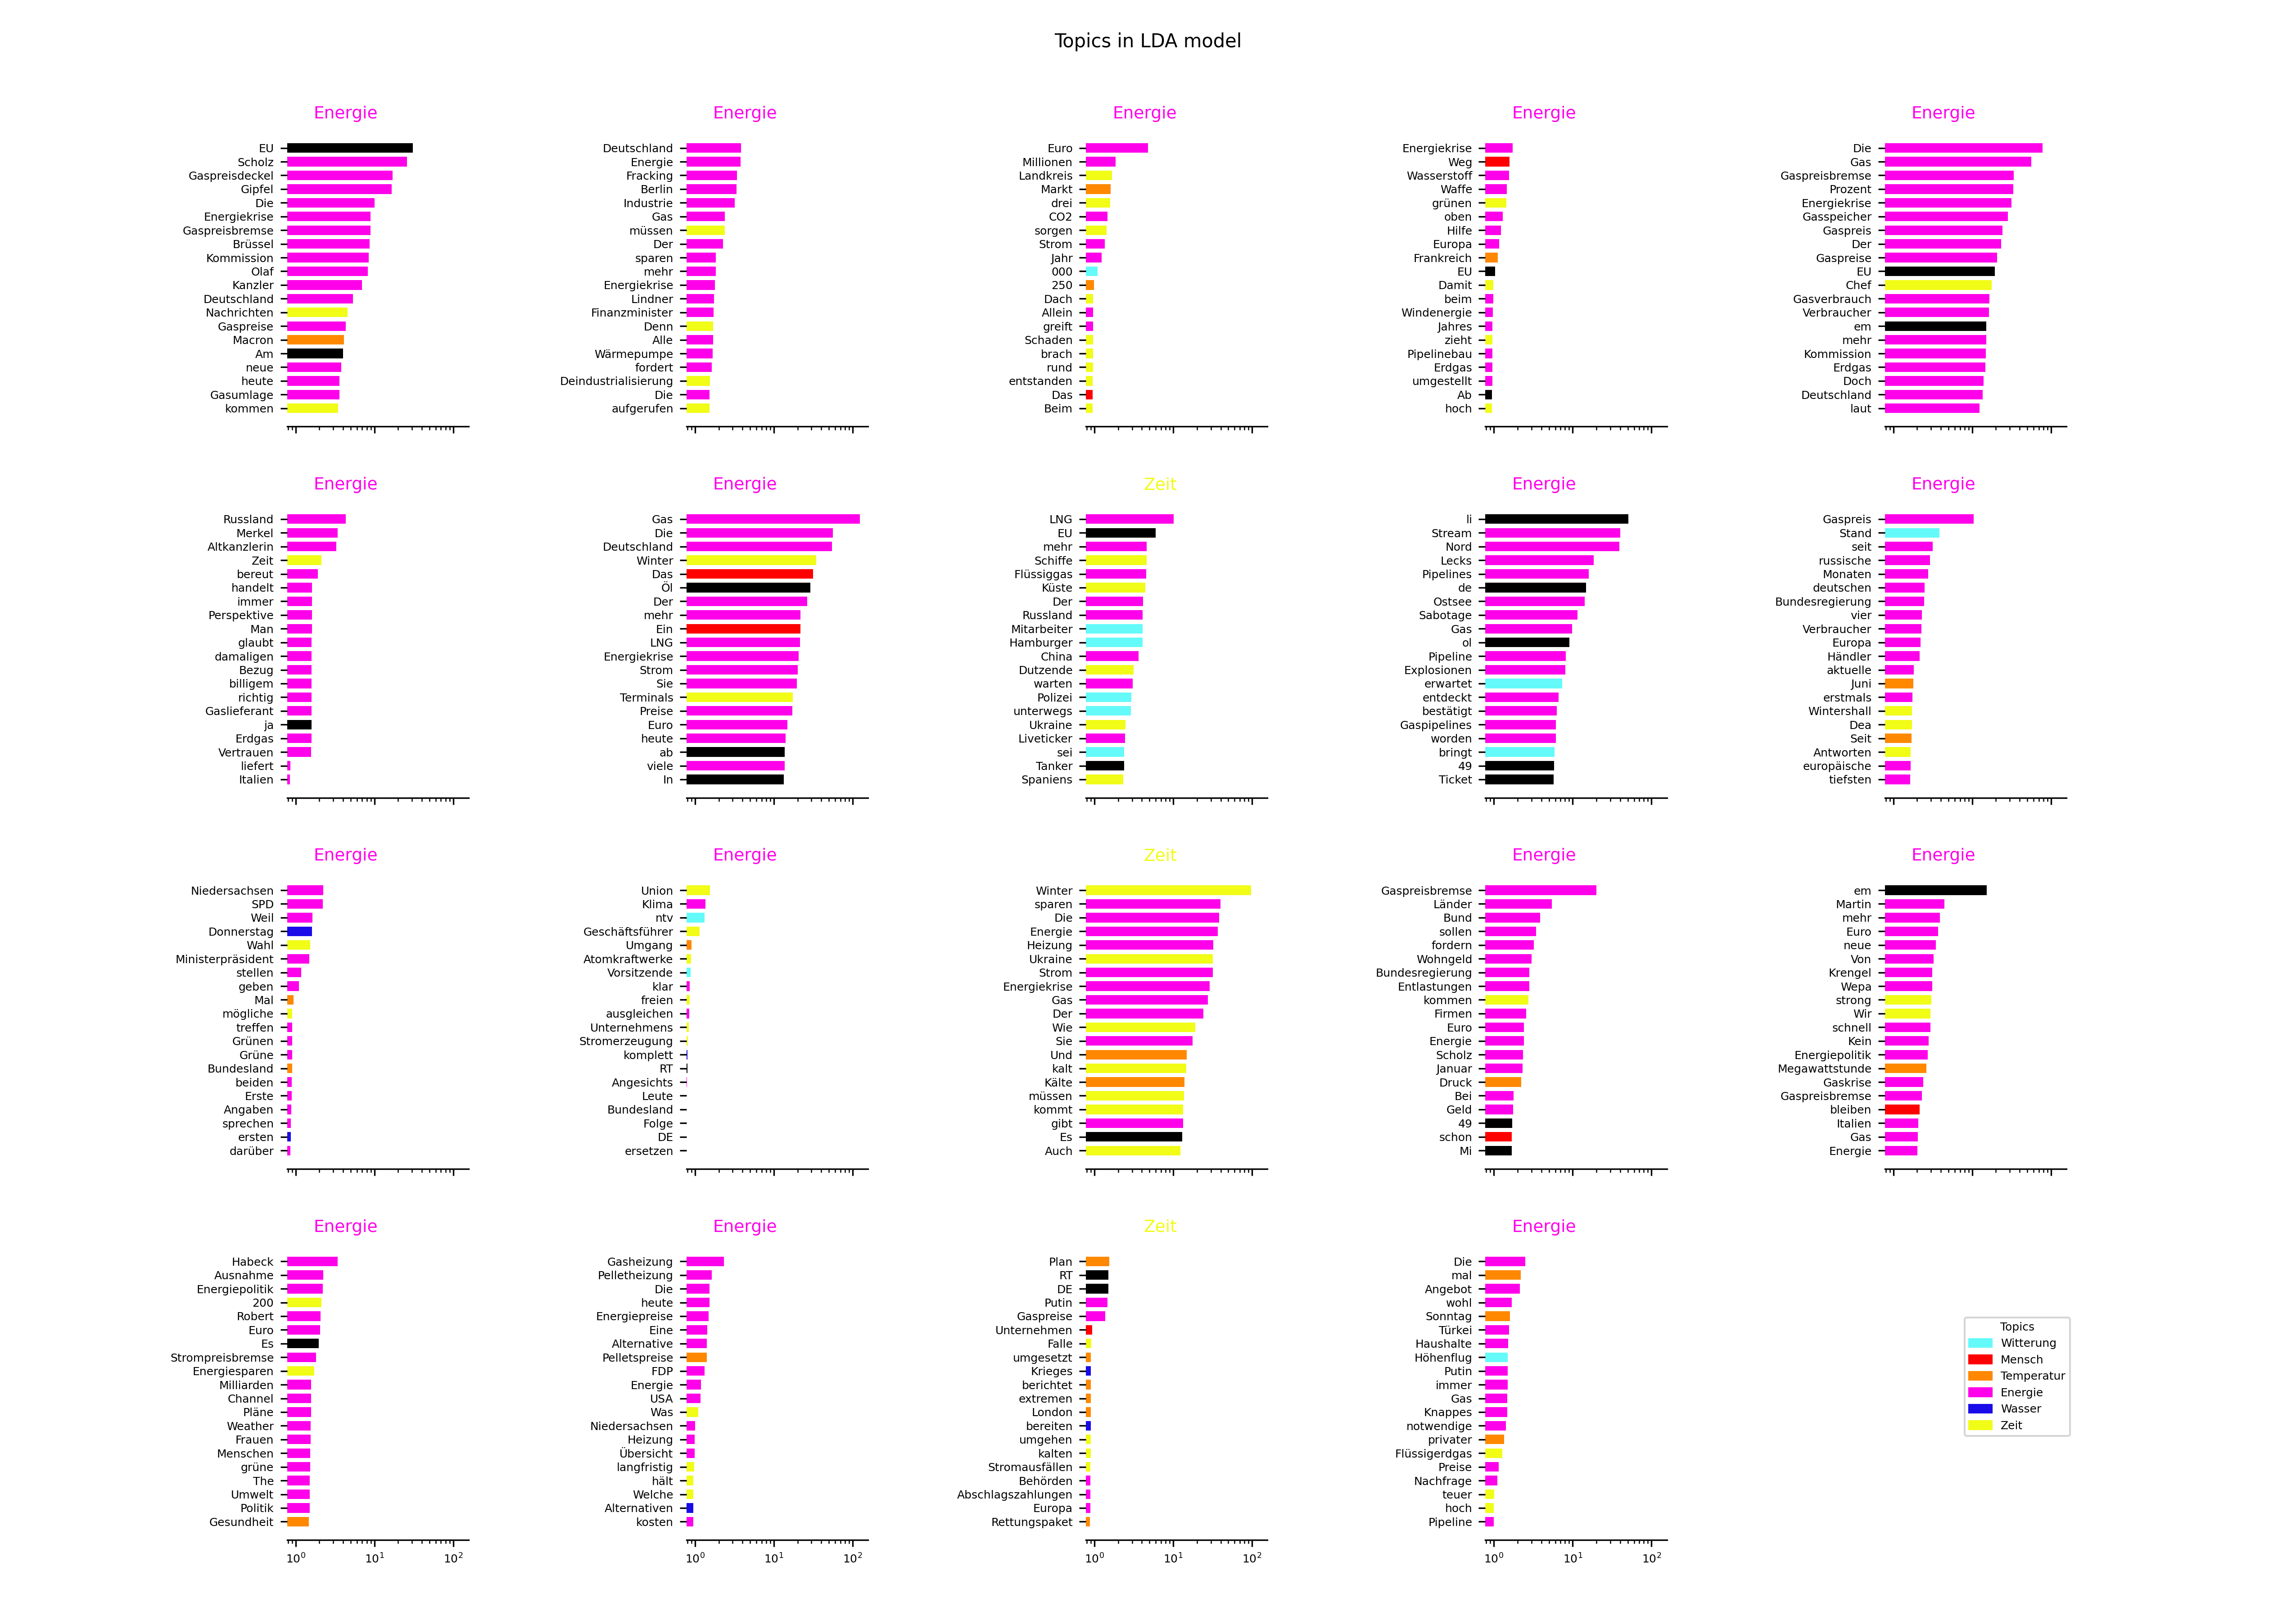 Topics in LDA model
Energie
EU
Scholz
Gaspreisdeckel
Gipfel
Die
Energiekrise
Gaspreisbremse
Brüssel
Kommission
Olaf
Kanzler
Deutschland
Nachrichten
Gaspreise
Macron
Am
neue
heute
Gasumlage
kommen
Energie
Deutschland
Energie
Fracking
Berlin
Industrie
Gas
müssen
Der
sparen
mehr
Energiekrise
Lindner
Finanzminister
Denn
Alle
Wärmepumpe
fordert
Deindustrialisierung
Die
aufgerufen
Energie
Euro
Millionen
Landkreis
Markt
drei
CO2
sorgen
Strom
Jahr
000
250
Dach
Allein
greift
Schaden
brach
rund
entstanden
Das
Beim
Energie
Energiekrise
Weg
Wasserstoff
Waffe
grünen
oben
Hilfe
Europa
Frankreich
EU
Damit
beim
Windenergie
Jahres
zieht
Pipelinebau
Erdgas
umgestellt
Ab
hoch
Energie
Die
Gas
Gaspreisbremse
Prozent
Energiekrise
Gasspeicher
Gaspreis
Der
Gaspreise
EU
Chef
Gasverbrauch
Verbraucher
em
mehr
Kommission
Erdgas
Doch
Deutschland
laut
Energie
Russland
Merkel
Altkanzlerin
Zeit
bereut
handelt
immer
Perspektive
Man
glaubt
damaligen
Bezug
billigem
richtig
Gaslieferant
ja
Erdgas
Vertrauen
liefert
Italien
Energie
Gas
Die
Deutschland
Winter
Das
Öl
Der
mehr
Ein
LNG
Energiekrise
Strom
Sie
Terminals
Preise
Euro
heute
ab
viele
In
Zeit
LNG
EU
mehr
Schiffe
Flüssiggas
Küste
Der
Russland
Mitarbeiter
Hamburger
China
Dutzende
warten
Polizei
unterwegs
Ukraine
Liveticker
sei
Tanker
Spaniens
Energie
li
Stream
Nord
Lecks
Pipelines
de
Ostsee
Sabotage
Gas
ol
Pipeline
Explosionen
erwartet
entdeckt
bestätigt
Gaspipelines
worden
bringt
49
Ticket
Energie
Gaspreis
Stand
seit
russische
Monaten
deutschen
Bundesregierung
vier
Verbraucher
Europa
Händler
aktuelle
Juni
erstmals
Wintershall
Dea
Seit
Antworten
europäische
tiefsten
Energie
Niedersachsen
SPD
Weil
Donnerstag
Wahl
Ministerpräsident
stellen
geben
Mal
mögliche
treffen
Grünen
Grüne
Bundesland
beiden
Erste
Angaben
sprechen
ersten
darüber
Energie
Union
Klima
ntv
Geschäftsführer
Umgang
Atomkraftwerke
Vorsitzende
klar
freien
ausgleichen
Unternehmens
Stromerzeugung
komplett
RT
Angesichts
Leute
Bundesland
Folge
DE
ersetzen
Zeit
Winter
sparen
Die
Energie
Heizung
Ukraine
Strom
Energiekrise
Gas
Der
Wie
Sie
Und
kalt
Kälte
müssen
kommt
gibt
Es
Auch
Energie
Gaspreisbremse
Länder
Bund
sollen
fordern
Wohngeld
Bundesregierung
Entlastungen
kommen
Firmen
Euro
Energie
Scholz
Januar
Druck
Bei
Geld
49
schon
Mi
Energie
em
Martin
mehr
Euro
neue
Von
Krengel
Wepa
strong
Wir
schnell
Kein
Energiepolitik
Megawattstunde
Gaskrise
Gaspreisbremse
bleiben
Italien
Gas
Energie
Energie
Habeck
Ausnahme
Energiepolitik
200
Robert
Euro
Es
Strompreisbremse
Energiesparen
Milliarden
Channel
Pläne
Weather
Frauen
Menschen
grüne
The
Umwelt
Politik
Gesundheit
10⁰ 10¹ 10²
Energie
Gasheizung
Pelletheizung
Die
heute
Energiepreise
Eine
Alternative
Pelletspreise
FDP
Energie
USA
Was
Niedersachsen
Heizung
Übersicht
langfristig
hält
Welche
Alternativen
kosten
10⁰ 10¹ 10²
Zeit
Plan
RT
DE
Putin
Gaspreise
Unternehmen
Falle
umgesetzt
Krieges
berichtet
extremen
London
bereiten
umgehen
kalten
Stromausfällen
Behörden
Abschlagszahlungen
Europa
Rettungspaket
10⁰ 10¹ 10²
Energie
Die
mal
Angebot
wohl
Sonntag
Türkei
Haushalte
Höhenflug
Putin
immer
Gas
Knappes
notwendige
privater
Flüssigerdgas
Preise
Nachfrage
teuer
hoch
Pipeline
10⁰ 10¹ 10²
Topics
Witterung
Mensch
Temperatur
Energie
Wasser
Zeit